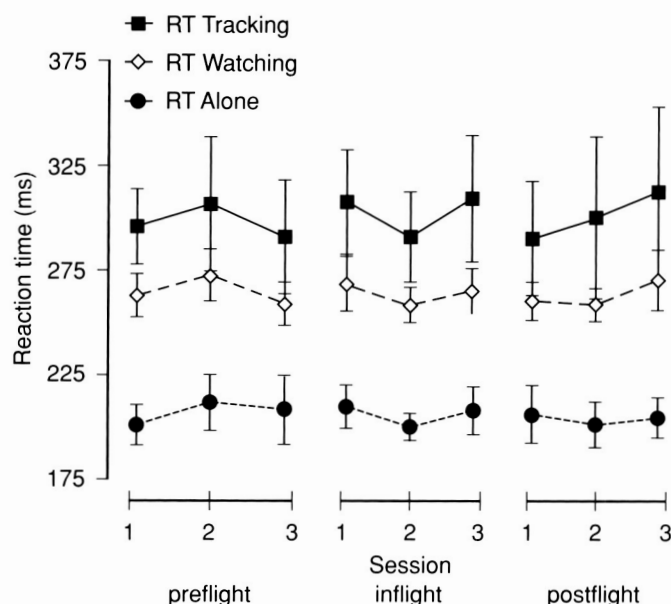 RT Tracking
RT Watching
RT Alone
375
325
275
225
175
Reaction time (ms)
1 2 3 1 2 3 1 2 3
Session
preflight inflight postflight